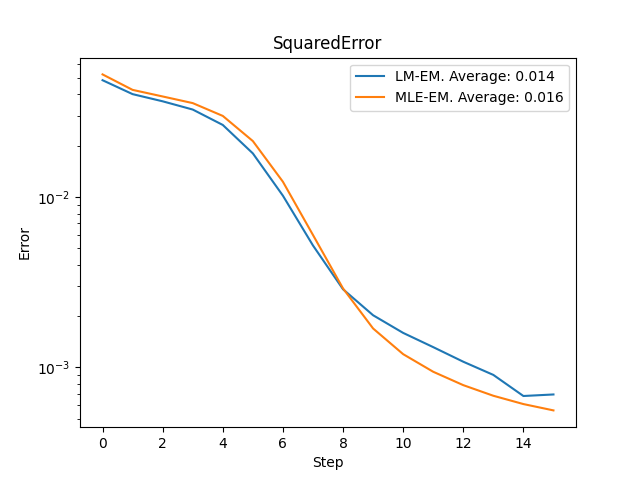 SquaredError
LM-EM. Average: 0.014
MLE-EM. Average: 0.016
10⁻²
10⁻³
Error
0 2 4 6 8 10 12 14
Step